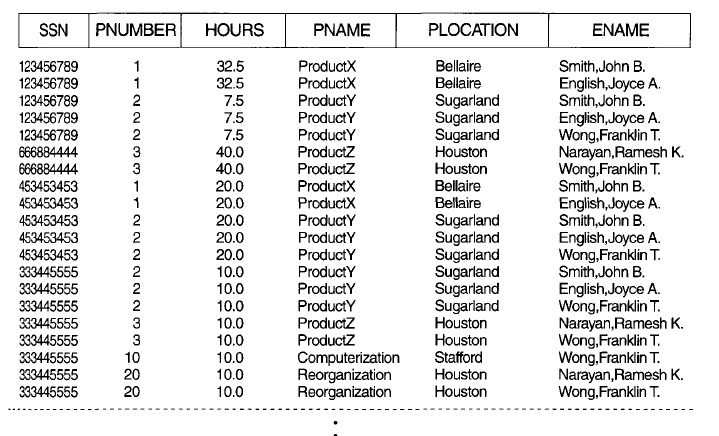 SSN PNUMBER HOURS PNAME PLOCATION ENAME
123456789 1 32.5 ProductX Bellaire Smith,John B.
123456789 1 32.5 ProductX Bellaire English,Joyce A.
123456789 2 7.5 ProductY Sugarland Smith,John B.
123456789 2 7.5 ProductY Sugarland English,Joyce A.
123456789 2 7.5 ProductY Sugarland Wong,Franklin T.
666884444 3 40.0 ProductZ Houston Narayan,Ramesh K.
666884444 3 40.0 ProductZ Houston Wong,Franklin T.
453453453 1 20.0 ProductX Bellaire Smith,John B.
453453453 1 20.0 ProductX Bellaire English,Joyce A.
453453453 2 20.0 ProductY Sugarland Smith,John B.
453453453 2 20.0 ProductY Sugarland English,Joyce A.
453453453 2 20.0 ProductY Sugarland Wong,Franklin T.
333445555 2 10.0 ProductY Sugarland Smith,John B.
333445555 2 10.0 ProductY Sugarland English,Joyce A.
333445555 2 10.0 ProductY Sugarland Wong,Franklin T.
333445555 3 10.0 ProductZ Houston Narayan,Ramesh K.
333445555 3 10.0 ProductZ Houston Wong,Franklin T.
333445555 10 10.0 Computerization Stafford Wong,Franklin T.
333445555 20 10.0 Reorganization Houston Narayan,Ramesh K.
333445555 20 10.0 Reorganization Houston Wong,Franklin T.